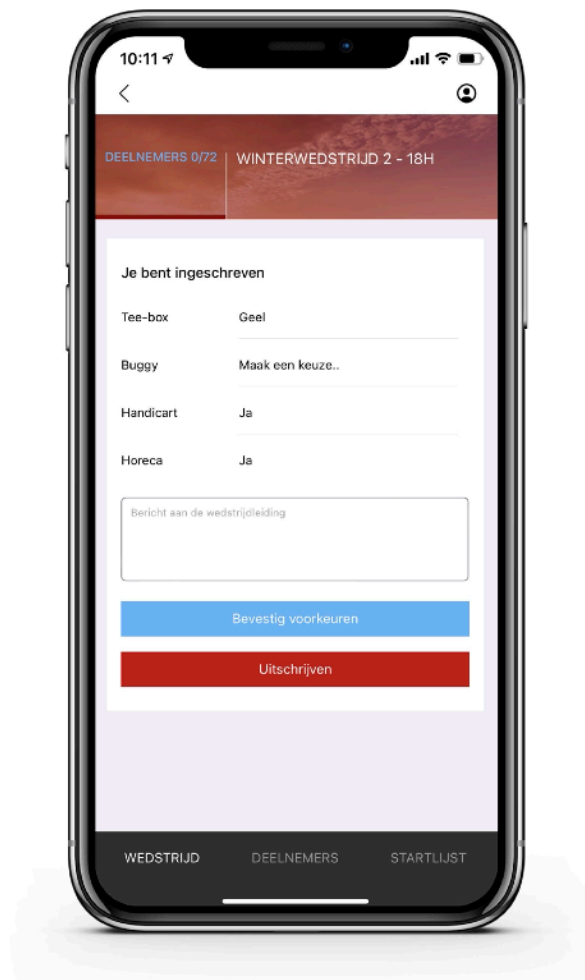 10:11
DEELNEMERS 0/72
WINTERWEDSTRIJD 2 - 18H
Je bent ingeschreven
Tee-box Geel
Buggy Maak een keuze..
Handicart Ja
Horeca Ja
Bericht aan de wedstrijdleiding
Bevestig voorkeuren
Uitschrijven
WEDSTRIJD DEELNEMERS STARTLIJST